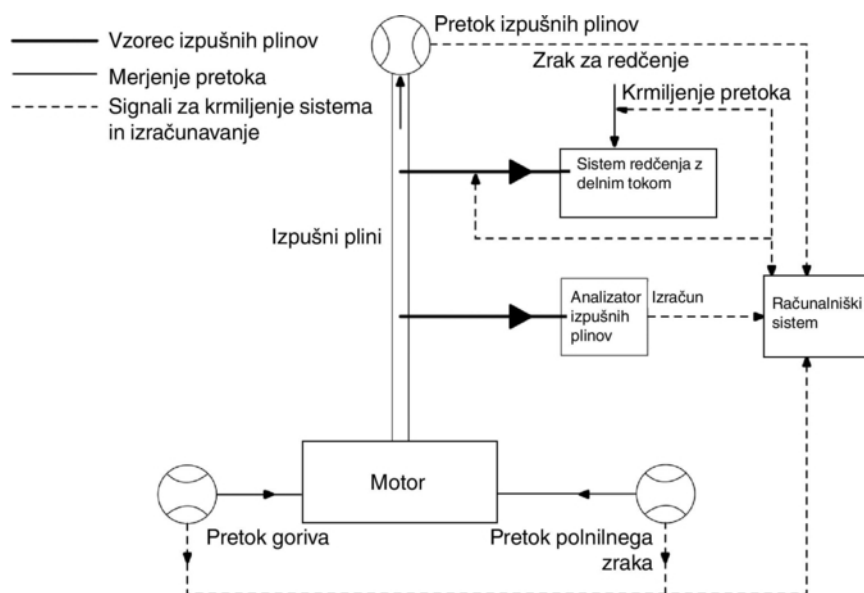 Vzorec izpušnih plinov
Merjenje pretoka
Signali za krmiljenje sistema
in izračunavanje
Pretok izpušnih plinov
Zrak za redčenje
Krmiljenje pretoka
Sistem redčenja z
delnim tokom
Izpušni plini
Analizator
izpušnih
plinov
Izračun
Računalniški
sistem
Motor
Pretok goriva
Pretok polnilnega
zraka